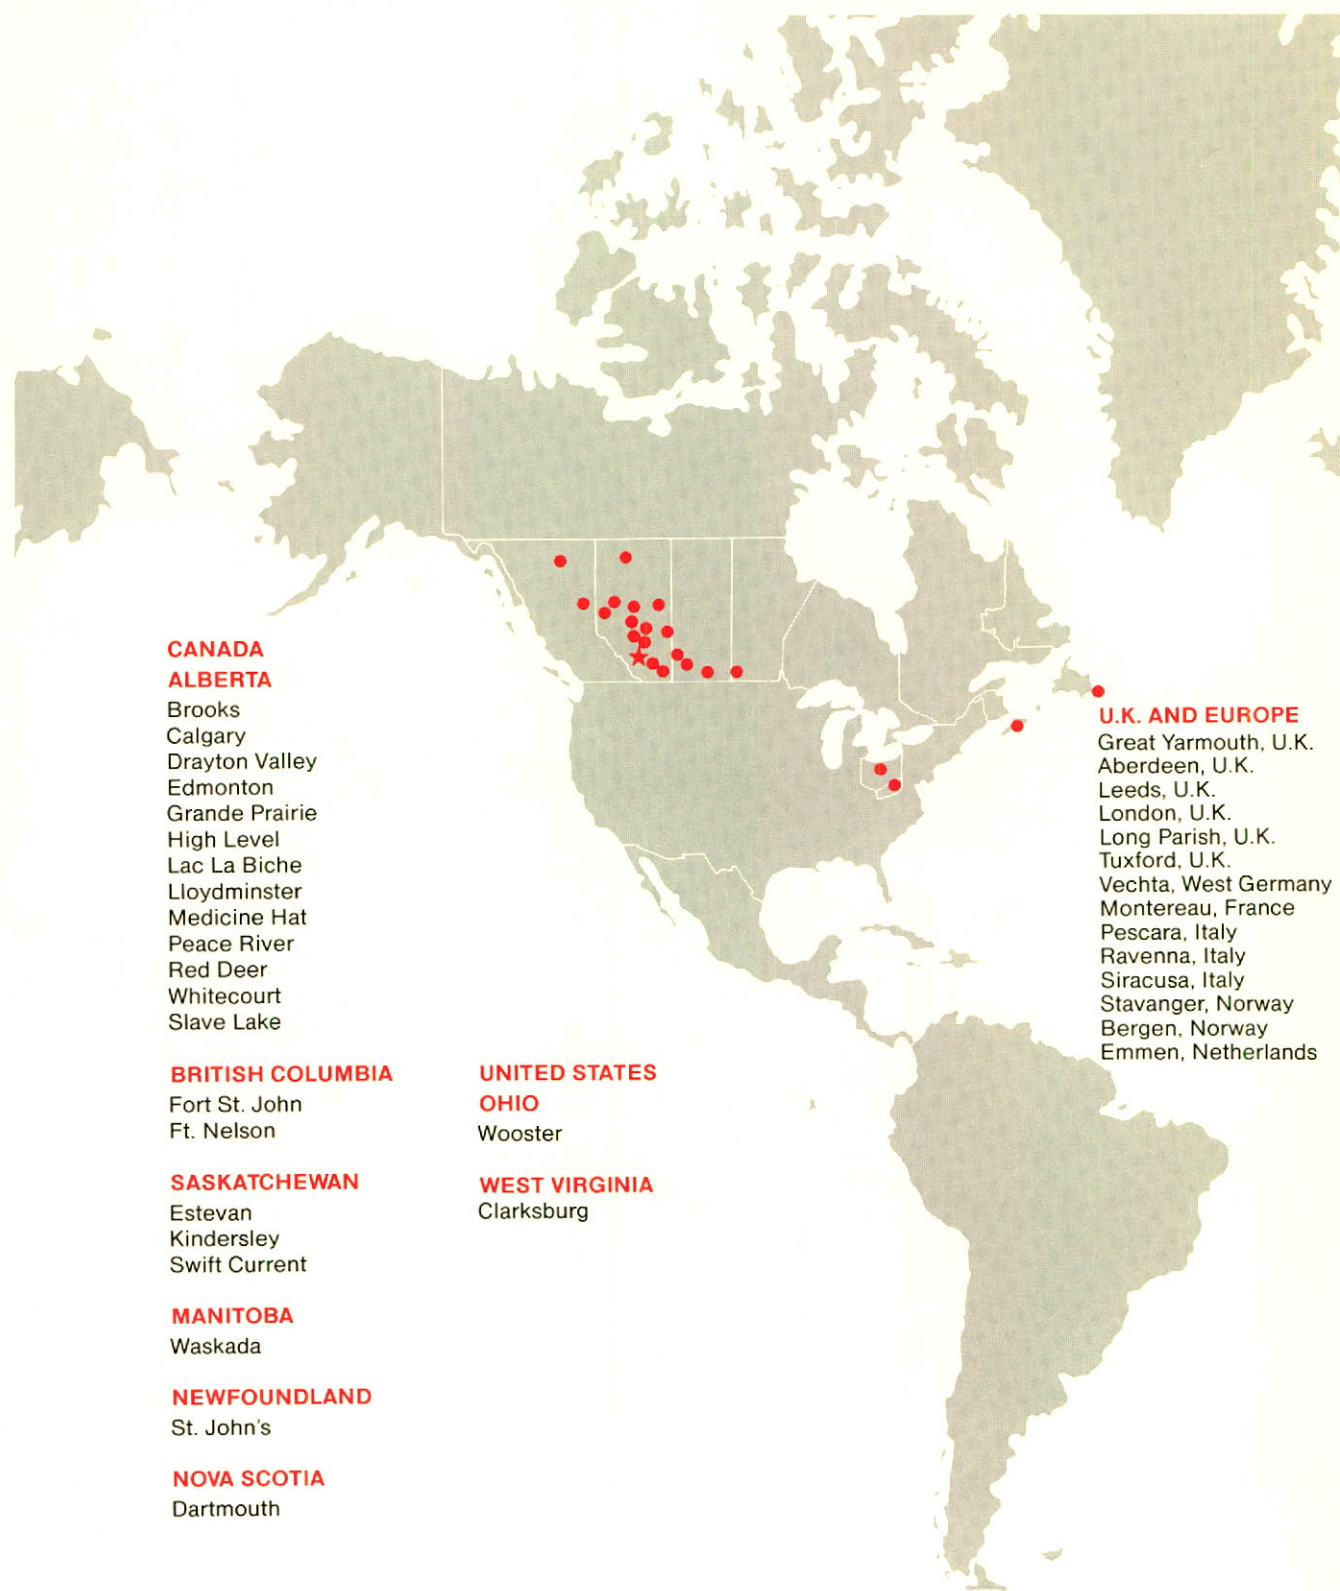 CANADA
ALBERTA
Brooks
Calgary
Drayton Valley
Edmonton
Grande Prairie
High Level
Lac La Biche
Lloydminster
Medicine Hat
Peace River
Red Deer
Whitecourt
Slave Lake
BRITISH COLUMBIA
Fort St. John
Ft. Nelson
SASKATCHEWAN
Estevan
Kindersley
Swift Current
MANITOBA
Waskada
NEWFOUNDLAND
St. John's
NOVA SCOTIA
Dartmouth
UNITED STATES
OHIO
Wooster
WEST VIRGINIA
Clarksburg
U.K. AND EUROPE
Great Yarmouth, U.K.
Aberdeen, U.K.
Leeds, U.K.
London, U.K.
Long Parish, U.K.
Tuxford, U.K.
Vechta, West Germany
Montereau, France
Pescara, Italy
Ravenna, Italy
Siracusa, Italy
Stavanger, Norway
Bergen, Norway
Emmen, Netherlands